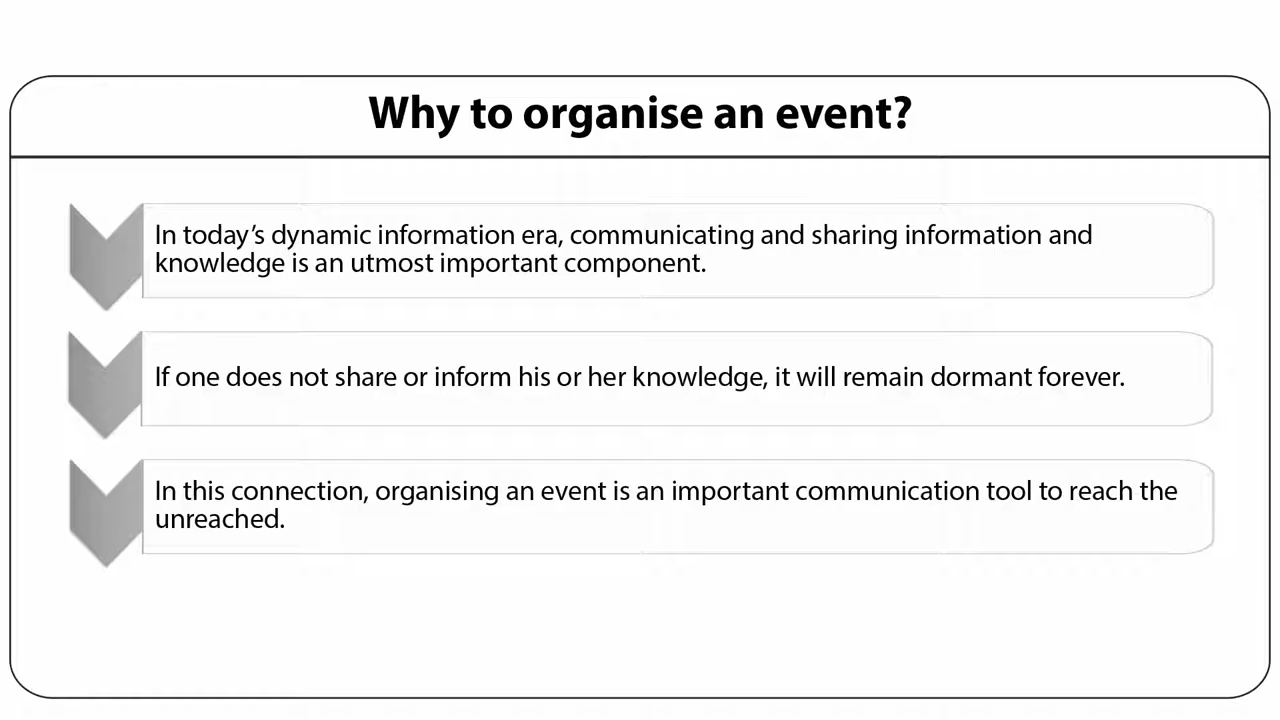 Why to organise an event?
In today’s dynamic information era, communicating and sharing information and
knowledge is an utmost important component.
If one does not share or inform his or her knowledge, it will remain dormant forever.
In this connection, organising an event is an important communication tool to reach the
unreached.